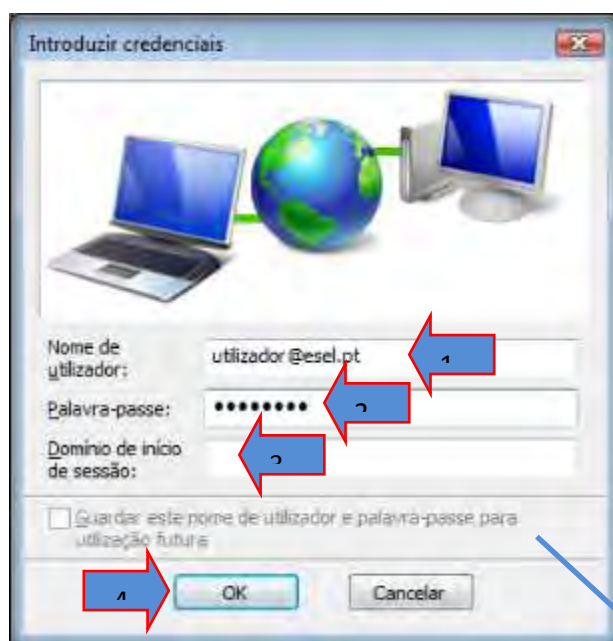 Introduzir credenciais
Nome de
utilizador:
utilizador@esel.pt
Palavra-passe:
••••••••
Domínio de início
de sessão:
Guardar este nome de utilizador e palavra-passe para
utilização futura
OK
Cancelar